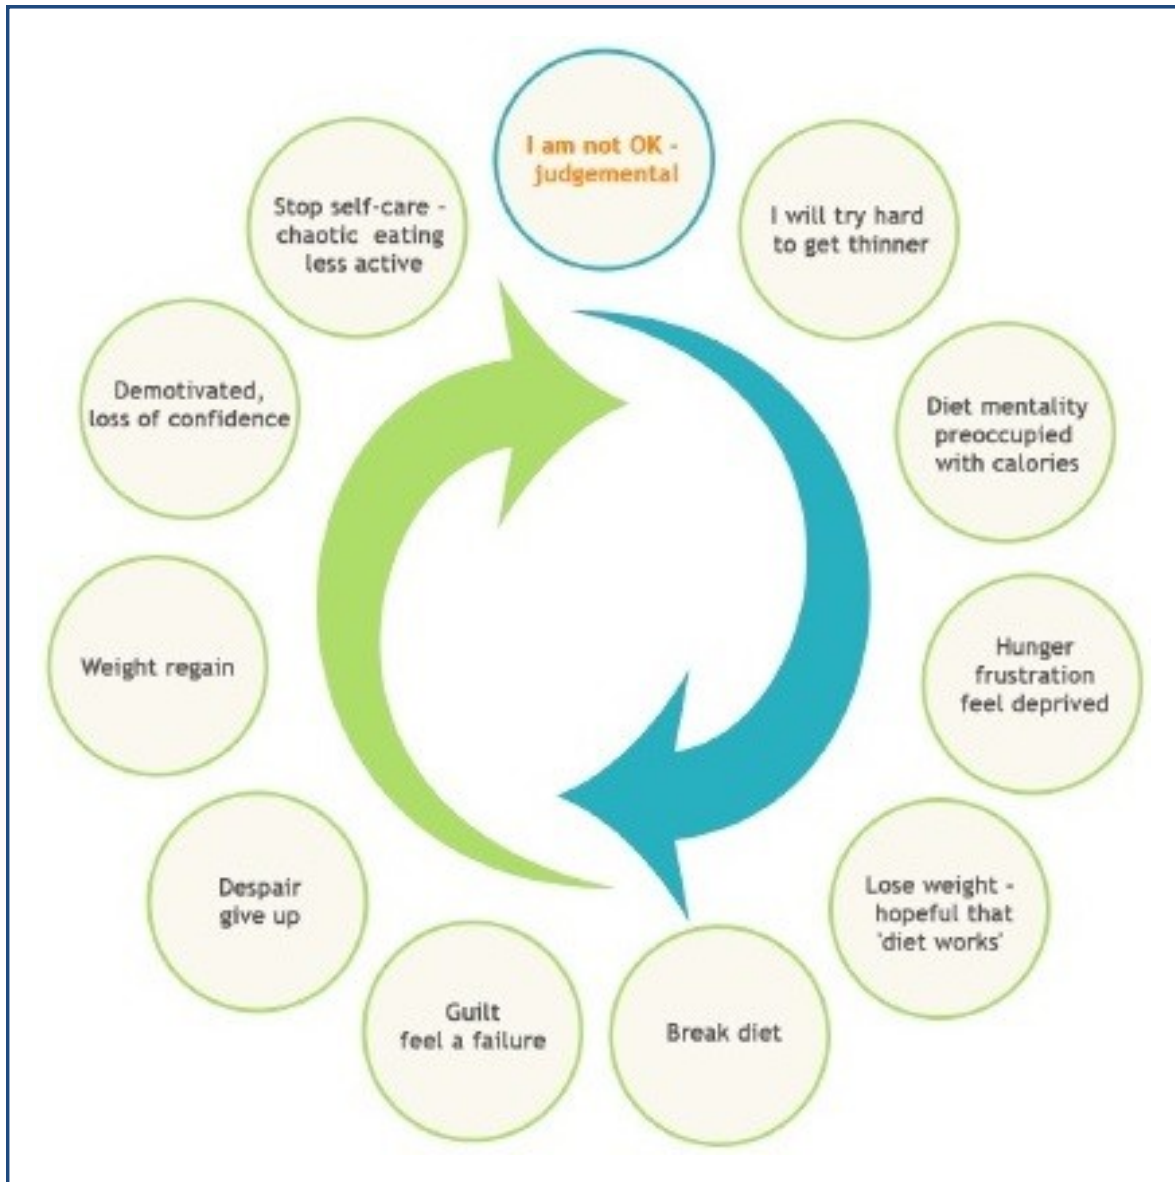 I am not OK -
judgemental
I will try hard
to get thinner
Diet mentality
preoccupied
with calories
Hunger
frustration
feel deprived
Lose weight -
hopeful that
'diet works'
Break diet
Guilt
feel a failure
Despair
give up
Weight regain
Demotivated,
loss of confidence
Stop self-care -
chaotic eating
less active